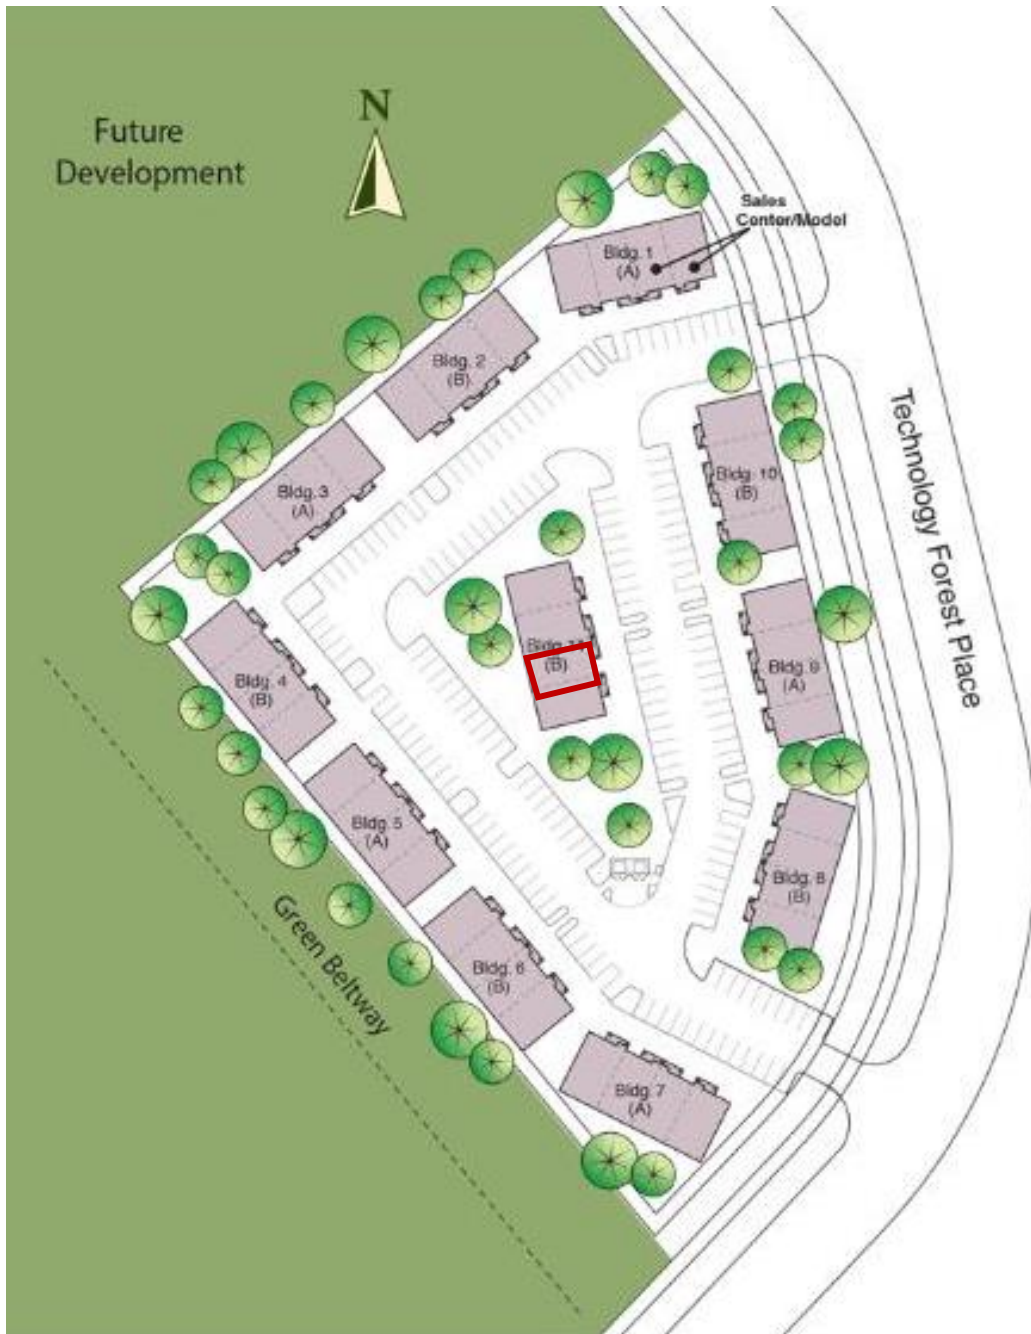 N
Future
Development
Sales
Center/Model
Bldg. 1
(A)
Bldg. 2
(B)
Bldg. 3
(A)
Bldg. 10
(B)
Technology Forest Place
(B)
Bldg. 9
(A)
Bldg. 4
(B)
Bldg. 5
(A)
Bldg. 8
(B)
Green Beltway
Bldg. 6
(B)
Bldg. 7
(A)